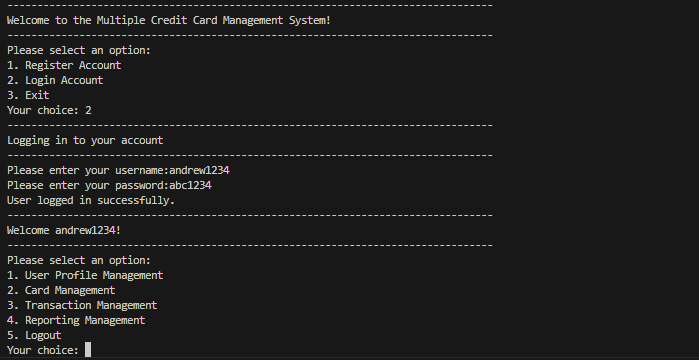 --------------------------------------------------------------------------------
Welcome to the Multiple Credit Card Management System!
--------------------------------------------------------------------------------
Please select an option:
1. Register Account
2. Login Account
3. Exit
Your choice: 2
--------------------------------------------------------------------------------
Logging in to your account
--------------------------------------------------------------------------------
Please enter your username:andrew1234
Please enter your password:abc1234
User logged in successfully.
--------------------------------------------------------------------------------
Welcome andrew1234!
--------------------------------------------------------------------------------
Please select an option:
1. User Profile Management
2. Card Management
3. Transaction Management
4. Reporting Management
5. Logout
Your choice: